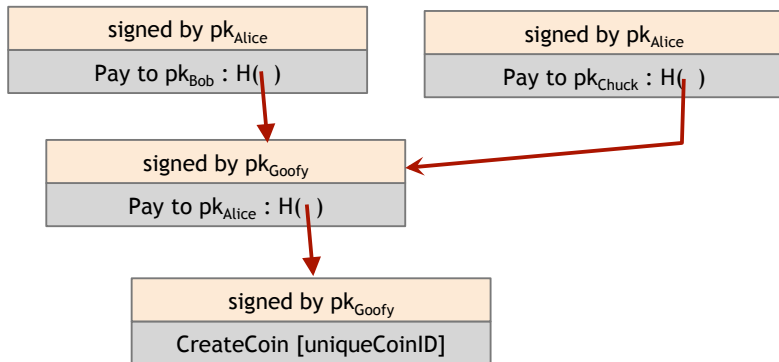 signed by pkAlice
Pay to pkBob : H( )
signed by pkAlice
Pay to pkChuck : H( )
signed by pkGoofy
Pay to pkAlice : H( )
signed by pkGoofy
CreateCoin [uniqueCoinID]